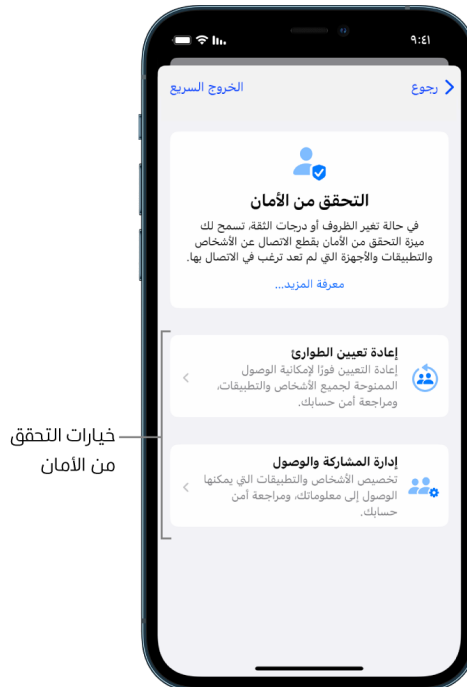 ٩:٤١
رجوع
الخروج السريع
التحقق من الأمان
في حالة تغير الظروف أو درجات الثقة، تسمح لك
ميزة التحقق من الأمان بقطع الاتصال عن الأشخاص
والتطبيقات والأجهزة التي لم تعد ترغب في الاتصال بها.
معرفة المزيد...
إعادة تعيين الطوارئ
إعادة التعيين فورًا لإمكانية الوصول
الممنوحة لجميع الأشخاص والتطبيقات،
ومراجعة أمن حسابك.
إدارة المشاركة والوصول
تخصيص الأشخاص والتطبيقات التي يمكنها
الوصول إلى معلوماتك، ومراجعة أمن
حسابك.
خيارات التحقق
من الأمان